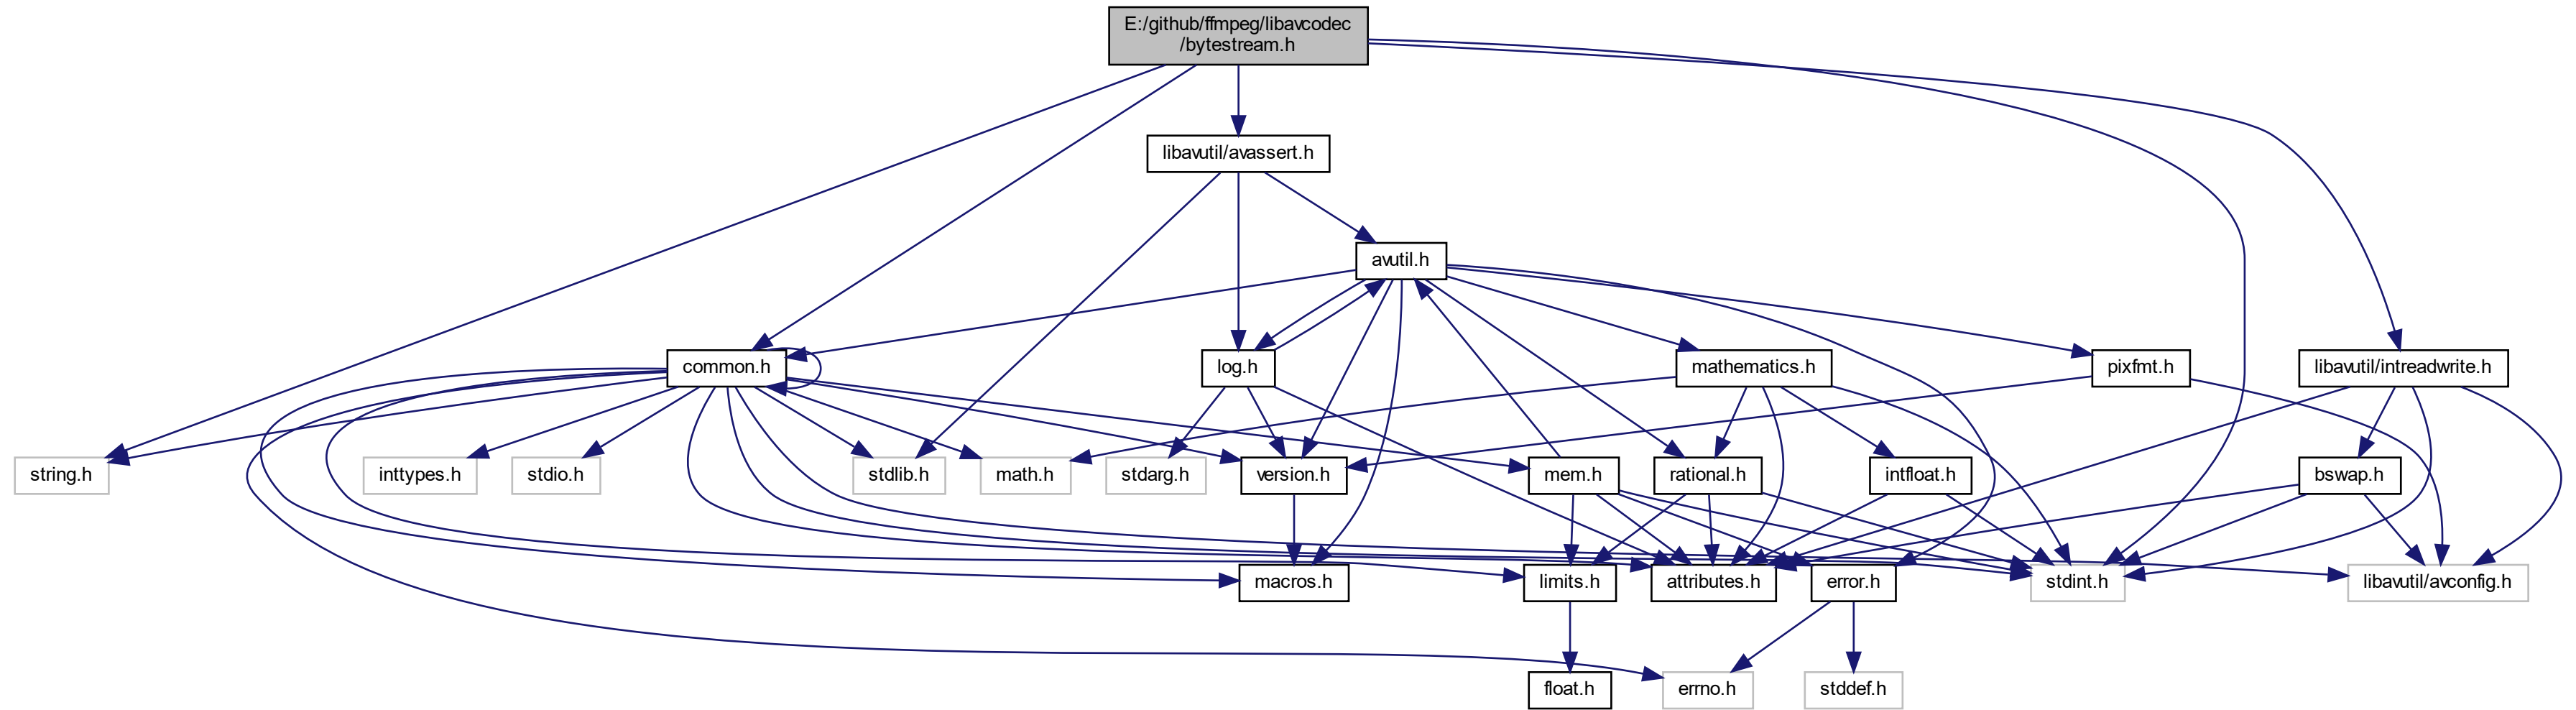 E:/github/ffmpeg/libavcodec
/bytestream.h
libavutil/avassert.h
avutil.h
common.h
log.h
mathematics.h
pixfmt.h
libavutil/intreadwrite.h
string.h
inttypes.h
stdio.h
stdlib.h
math.h
stdarg.h
version.h
mem.h
rational.h
intfloat.h
bswap.h
macros.h
limits.h
attributes.h
error.h
stdint.h
libavutil/avconfig.h
float.h
errno.h
stddef.h